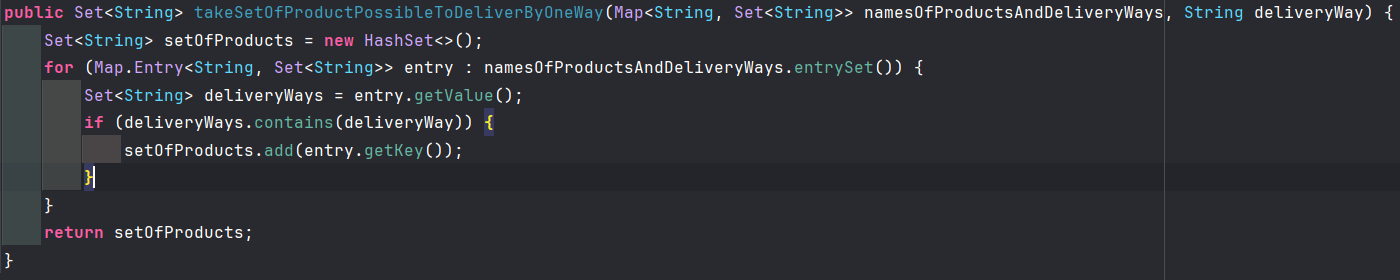 public Set<String> takeSetOfProductPossibleToDeliverByOneWay(Map<String, Set<String>> namesOfProductsAndDeliveryWays, String deliveryWay) {
    Set<String> setOfProducts = new HashSet<>();
    for (Map.Entry<String, Set<String>> entry : namesOfProductsAndDeliveryWays.entrySet()) {
        Set<String> deliveryWays = entry.getValue();
        if (deliveryWays.contains(deliveryWay)) {
            setOfProducts.add(entry.getKey());
        }
    }
    return setOfProducts;
}